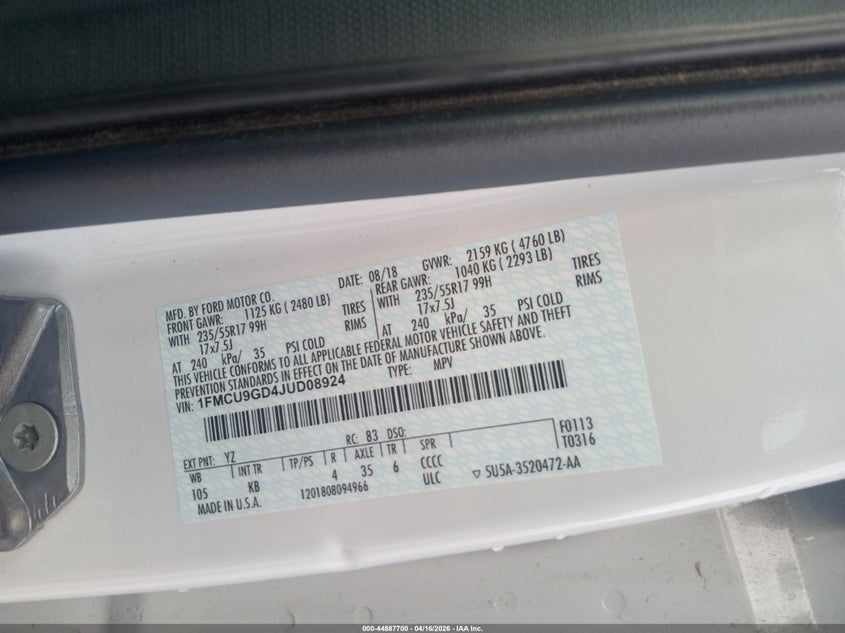 MFD. BY FORD MOTOR CO. DATE: 08/18 GVWR: 2159 KG ( 4760 LB)
FRONT GAWR: 1125 KG ( 2480 LB) REAR GAWR: 1040 KG ( 2293 LB)
WITH 235/55R17 99H TIRES WITH 235/55R17 99H TIRES
17x7.5J RIMS 17x7.5J RIMS
AT 240 kPa/ 35 PSI COLD AT 240 kPa/ 35 PSI COLD
THIS VEHICLE CONFORMS TO ALL APPLICABLE FEDERAL MOTOR VEHICLE SAFETY AND THEFT
PREVENTION STANDARDS IN EFFECT ON THE DATE OF MANUFACTURE SHOWN ABOVE.
VIN: 1FMCU9GD4JUD08924 TYPE: MPV
EXT PNT: YZ RC: 83 DSO: F0113
WB INT TR TP/PS R AXLE TR SPR T0316
105 KB 4 35 6 CCCC
MADE IN U.S.A. 1201808094966 ULC ▽ 5U5A-3520472-AA
000-44887700 - 04/16/2026 - IAA Inc.